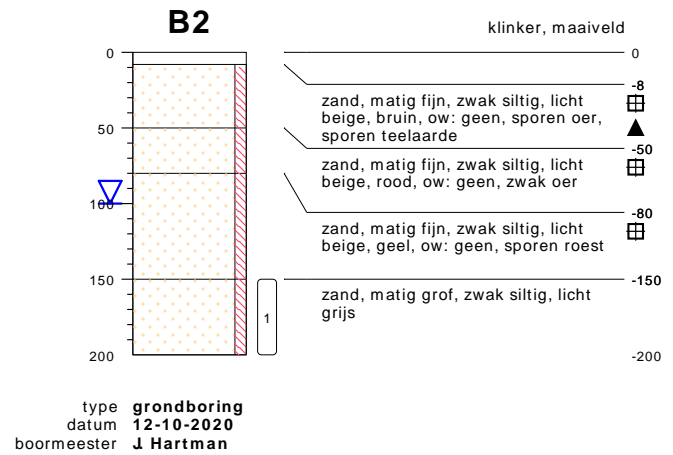 B2
klinker, maaiveld
0
0
-8
zand, matig fijn, zwak siltig, licht
beige, bruin, ow: geen, sporen oer,
sporen teelaarde
50
-50
zand, matig fijn, zwak siltig, licht
beige, rood, ow: geen, zwak oer
100
-80
zand, matig fijn, zwak siltig, licht
beige, geel, ow: geen, sporen roest
150
-150
zand, matig grof, zwak siltig, licht
grijs
1
200
-200
type grondboring
datum 12-10-2020
boormeester J. Hartman